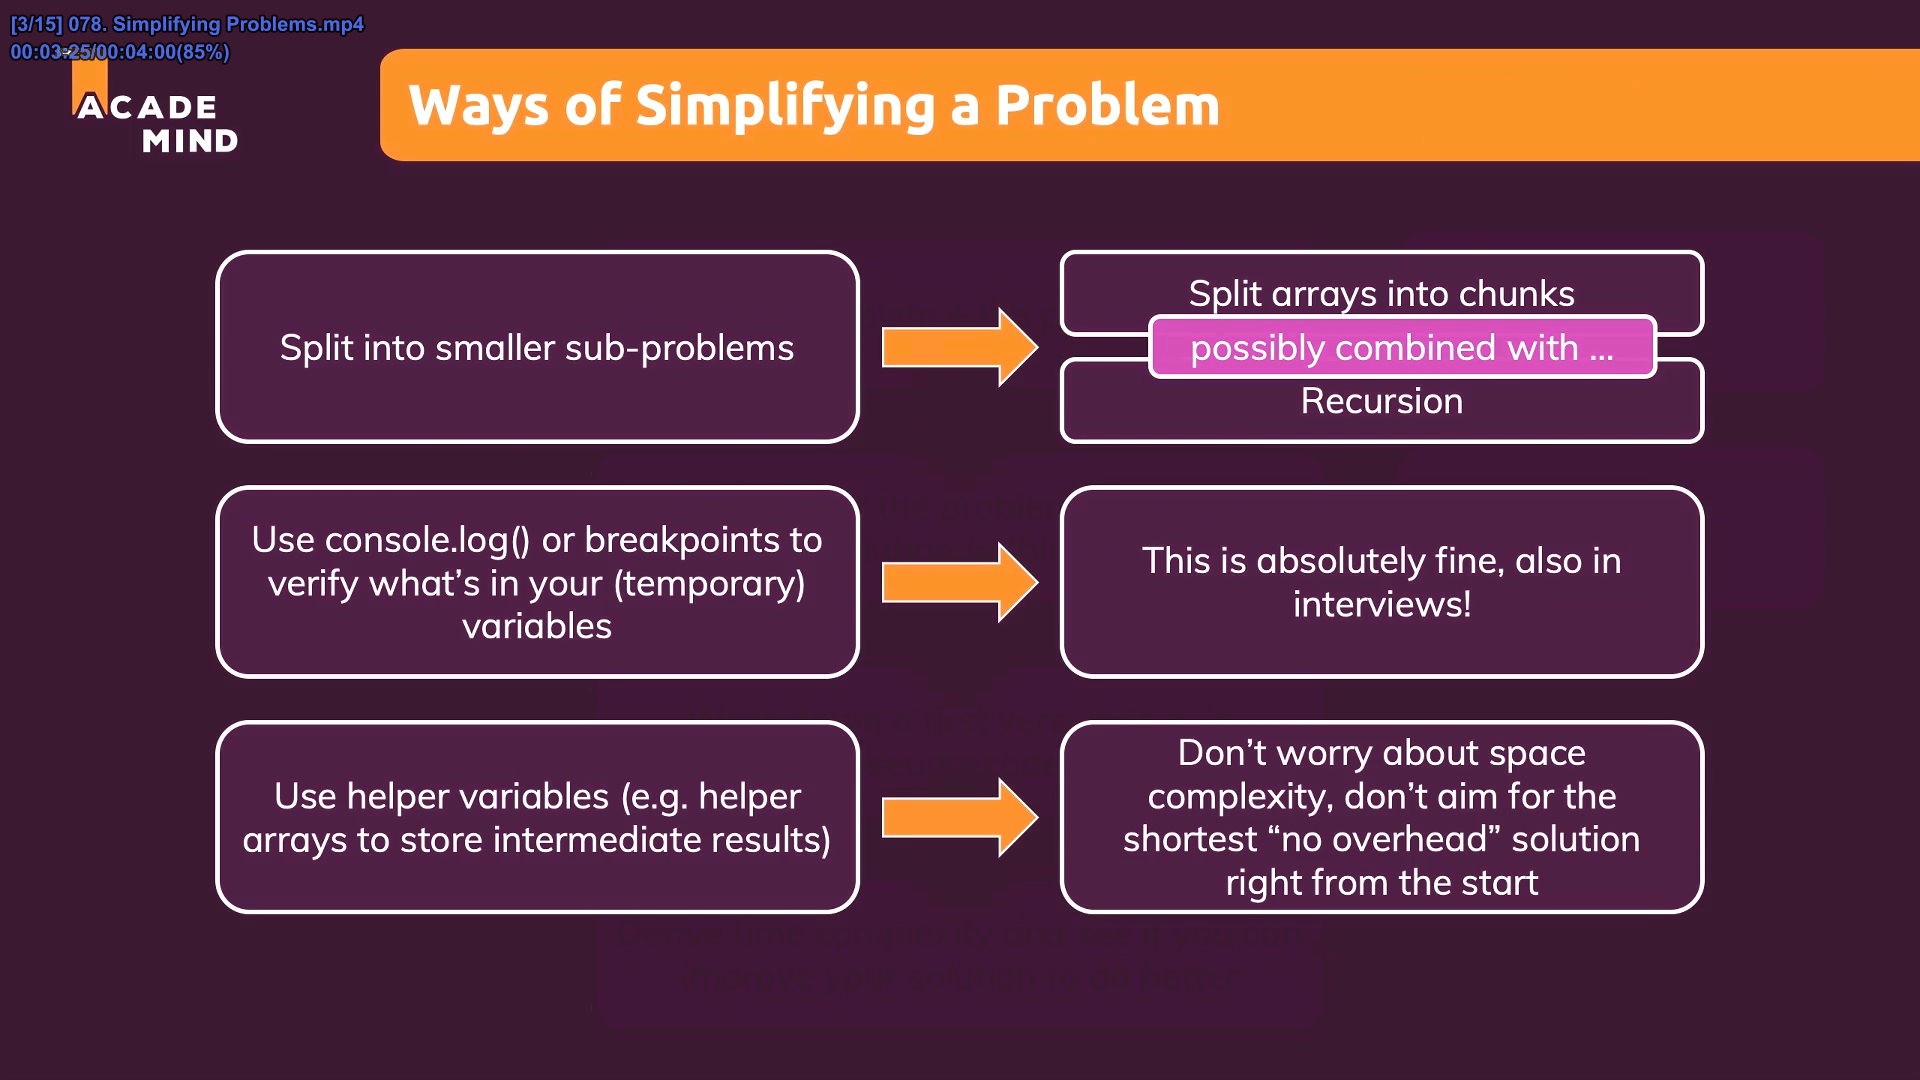 [3/15] 078. Simplifying Problems.mp4
00:03:25/00:04:00(85%)
ACADE
MIND
Ways of Simplifying a Problem
Split into smaller sub-problems
Split arrays into chunks
possibly combined with ...
Recursion
Use console.log() or breakpoints to
verify what’s in your (temporary)
variables
This is absolutely fine, also in
interviews!
Use helper variables (e.g. helper
arrays to store intermediate results)
Don’t worry about space
complexity, don’t aim for the
shortest “no overhead” solution
right from the start